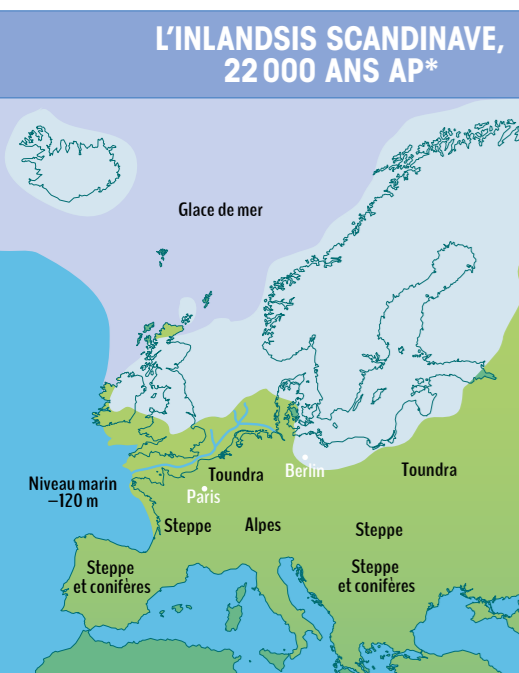 L'INLANDSIS SCANDINAVE,
22 000 ANS AP*
Glace de mer
Niveau marin
–120 m
Toundra
Berlin
Toundra
Paris
Steppe
Alpes
Steppe
Steppe
et conifères
Steppe
et conifères